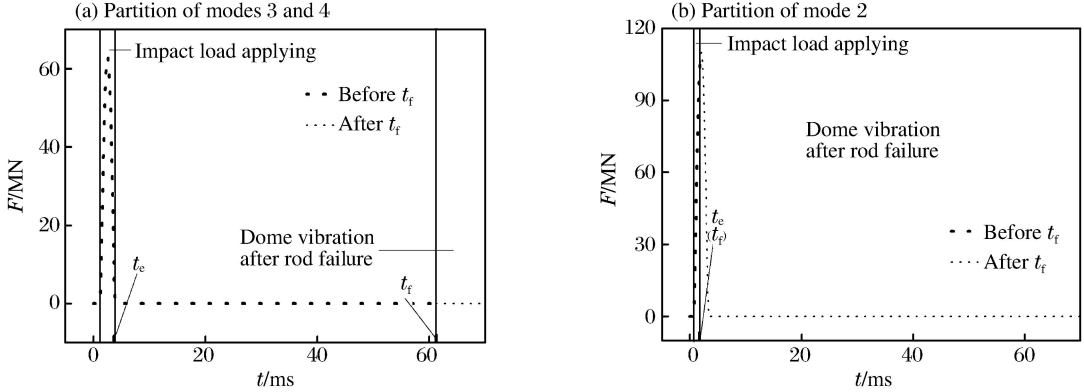 (a) Partition of modes 3 and 4
Impact load applying
Before tf
After tf
Dome vibration
after rod failure
te
tf
F/MN
60
40
20
0
0 20 40 60
t/ms
(b) Partition of mode 2
Impact load applying
Dome vibration
after rod failure
te
(tf)
Before tf
After tf
F/MN
120
90
60
30
0
0 20 40 60
t/ms